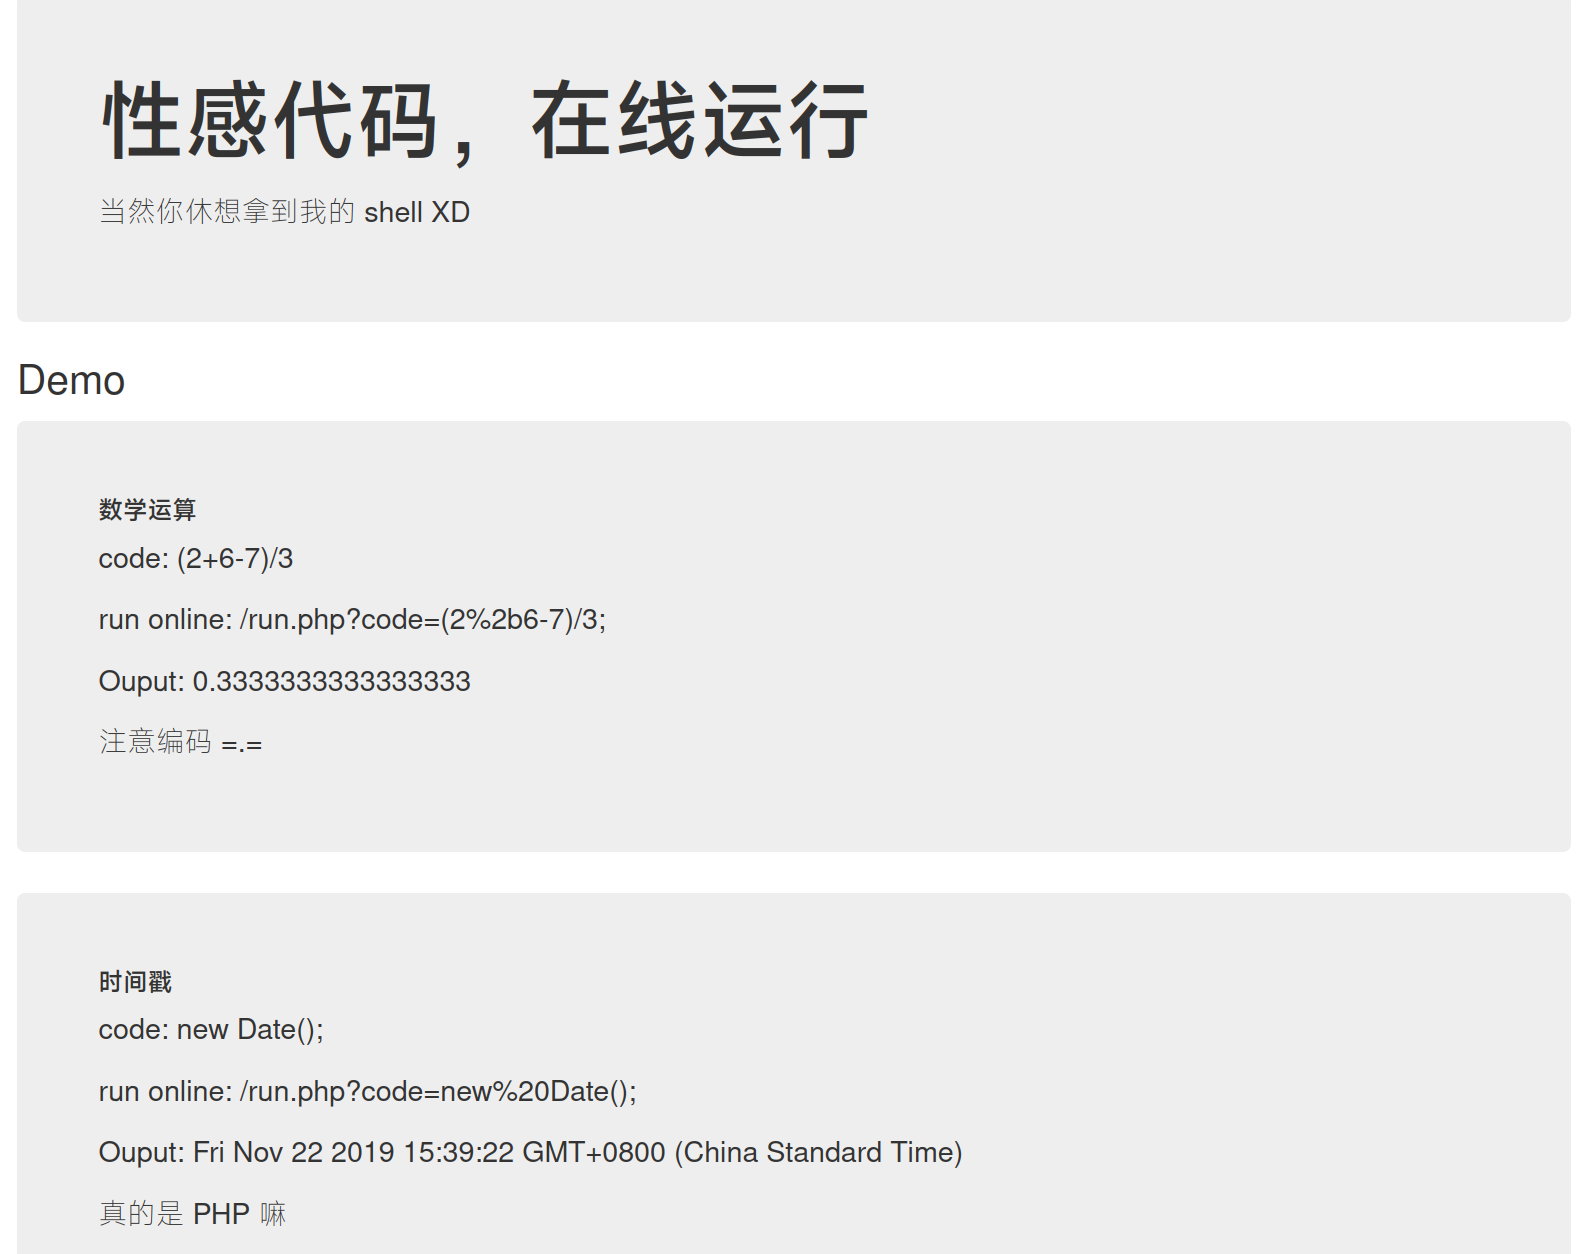 性感代码，在线运行
当然你休想拿到我的 shell XD
Demo
数学运算
code: (2+6-7)/3
run online: /run.php?code=(2%2b6-7)/3;
Ouput: 0.3333333333333333
注意编码 =.=
时间戳
code: new Date();
run online: /run.php?code=new%20Date();
Ouput: Fri Nov 22 2019 15:39:22 GMT+0800 (China Standard Time)
真的是 PHP 嘛